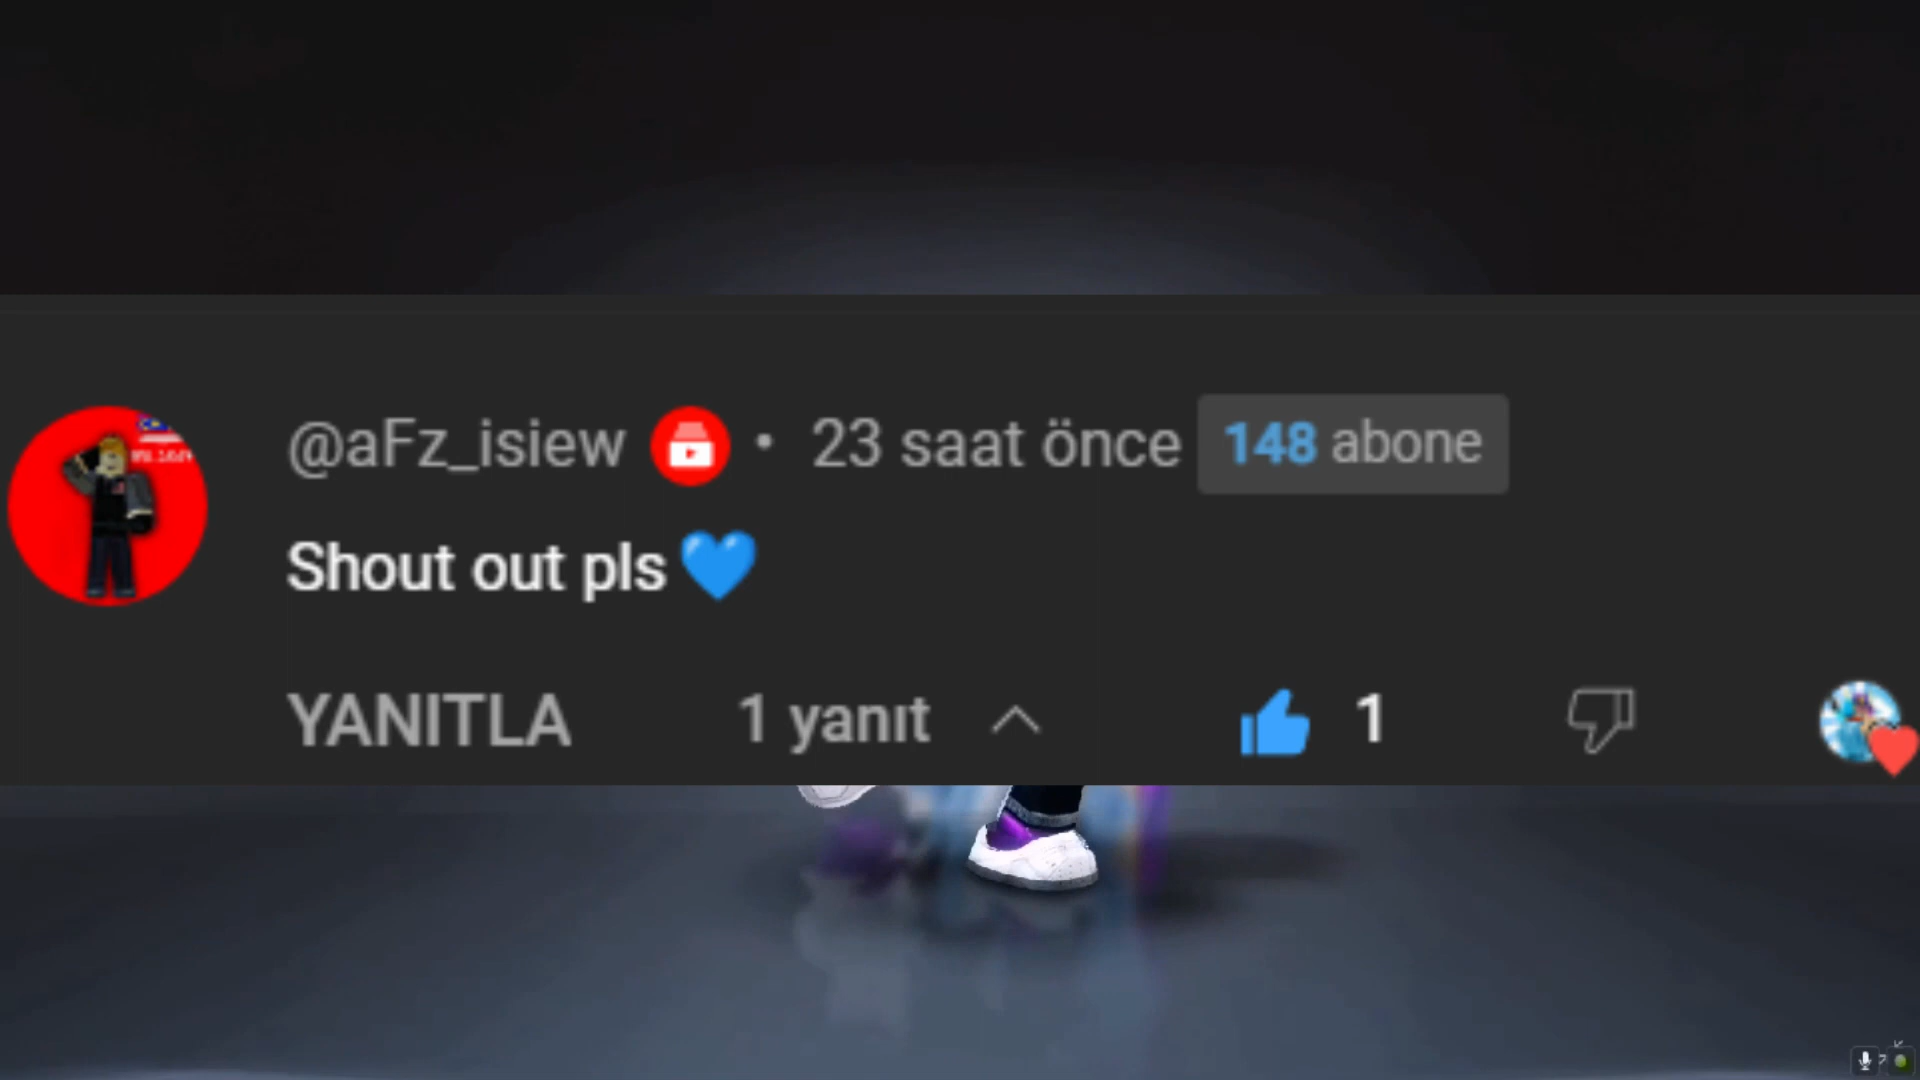 @aFz_isiew • 23 saat önce 148 abone
Shout out pls 💙
YANITLA 1 yanıt 1